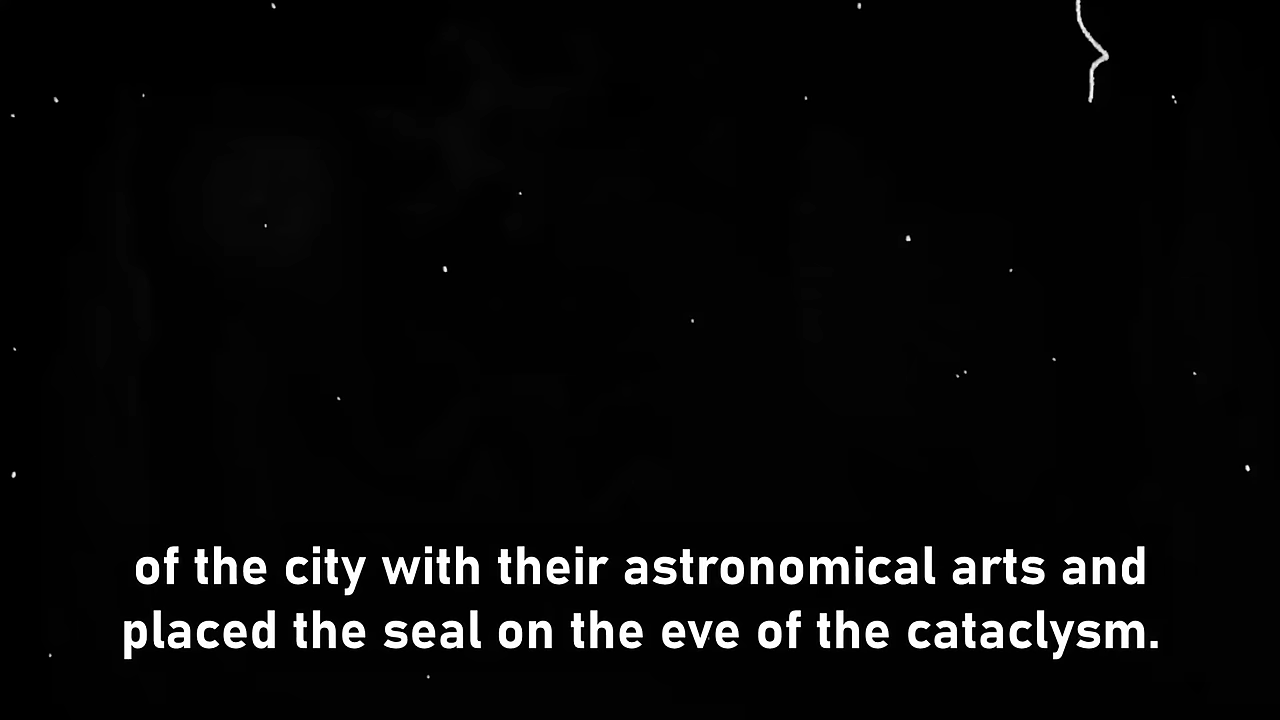 of the city with their astronomical arts and
placed the seal on the eve of the cataclysm.